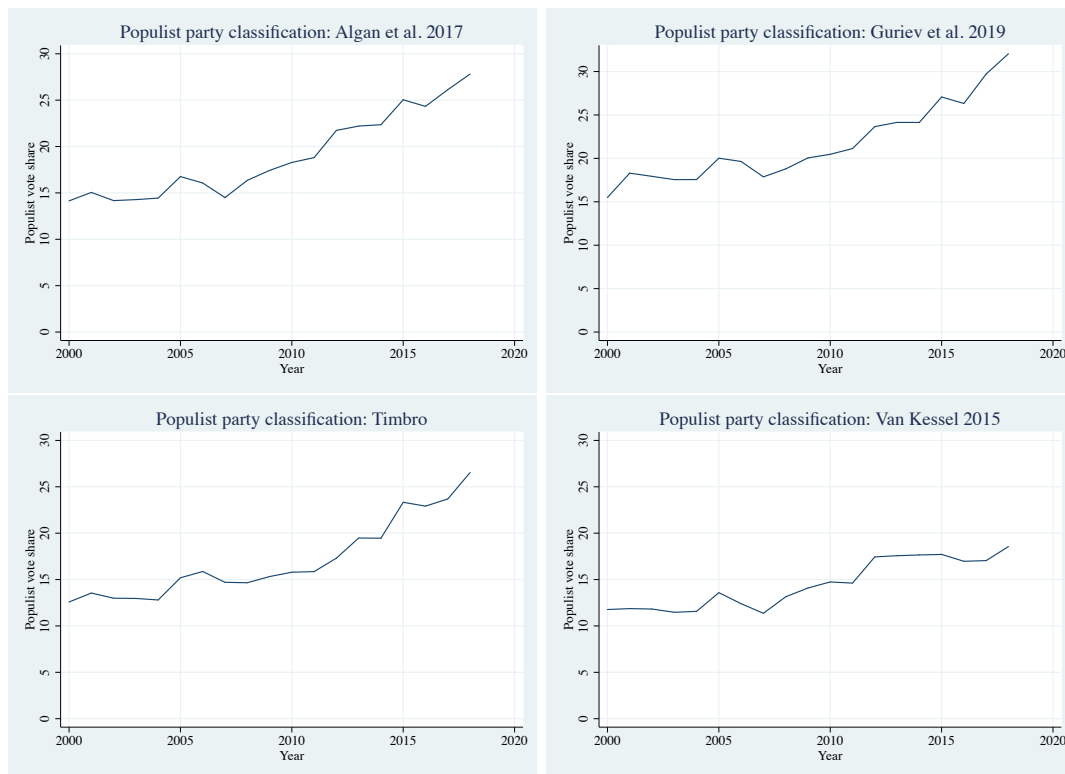 Populist party classification: Algan et al. 2017
Populist vote share
30
25
20
15
10
5
0
2000 2005 2010 2015 2020
Year
Populist party classification: Guriev et al. 2019
Populist vote share
30
25
20
15
10
5
0
2000 2005 2010 2015 2020
Year
Populist party classification: Timbro
Populist vote share
30
25
20
15
10
5
0
2000 2005 2010 2015 2020
Year
Populist party classification: Van Kessel 2015
Populist vote share
30
25
20
15
10
5
0
2000 2005 2010 2015 2020
Year